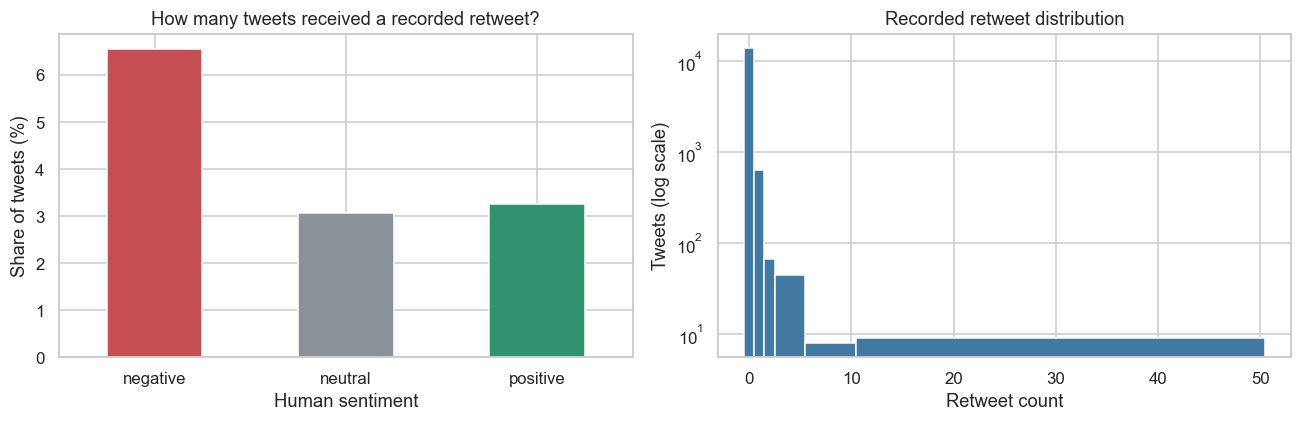 How many tweets received a recorded retweet?
Share of tweets (%)
6
5
4
3
2
1
0
negative neutral positive
Human sentiment
Recorded retweet distribution
Tweets (log scale)
10⁴
10³
10²
10¹
0 10 20 30 40 50
Retweet count